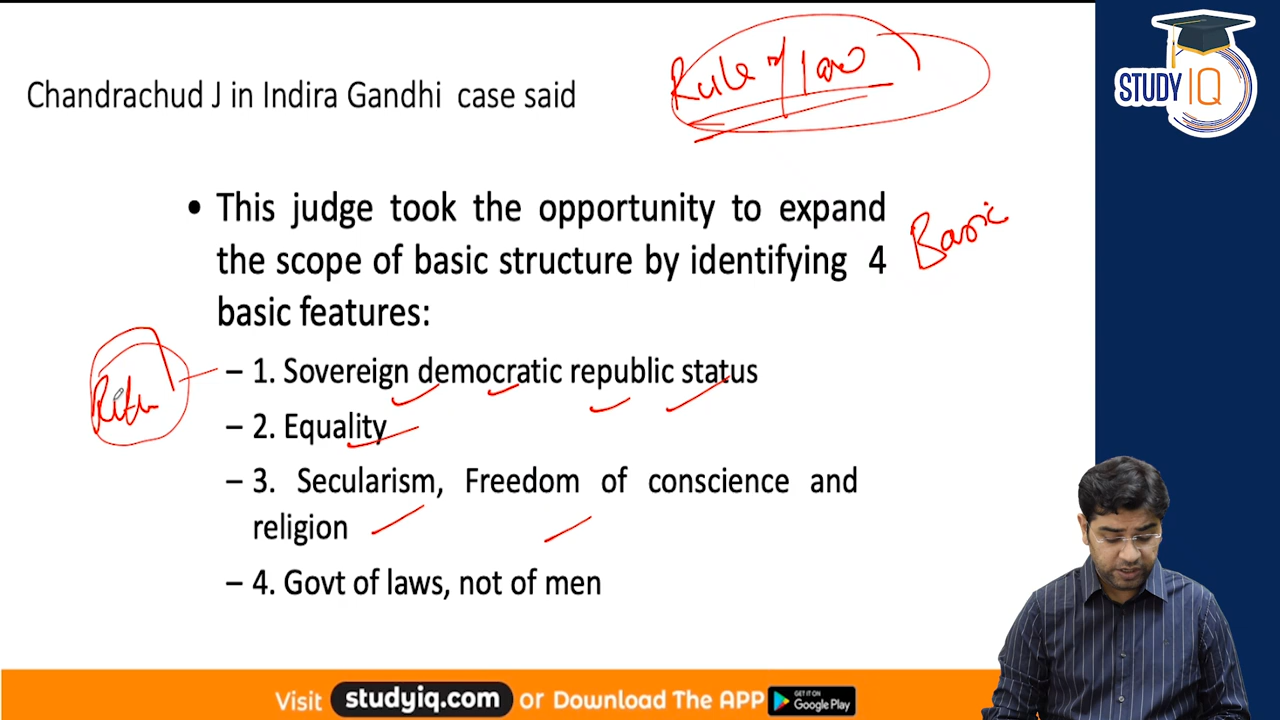 Rule of law
STUDY IQ
Chandrachud J in Indira Gandhi case said
• This judge took the opportunity to expand
the scope of basic structure by identifying 4
basic features:
Basic
– 1. Sovereign democratic republic status
– 2. Equality
– 3. Secularism, Freedom of conscience and
religion
– 4. Govt of laws, not of men
Visit studyiq.com or Download The APP GET IT ON Google Play